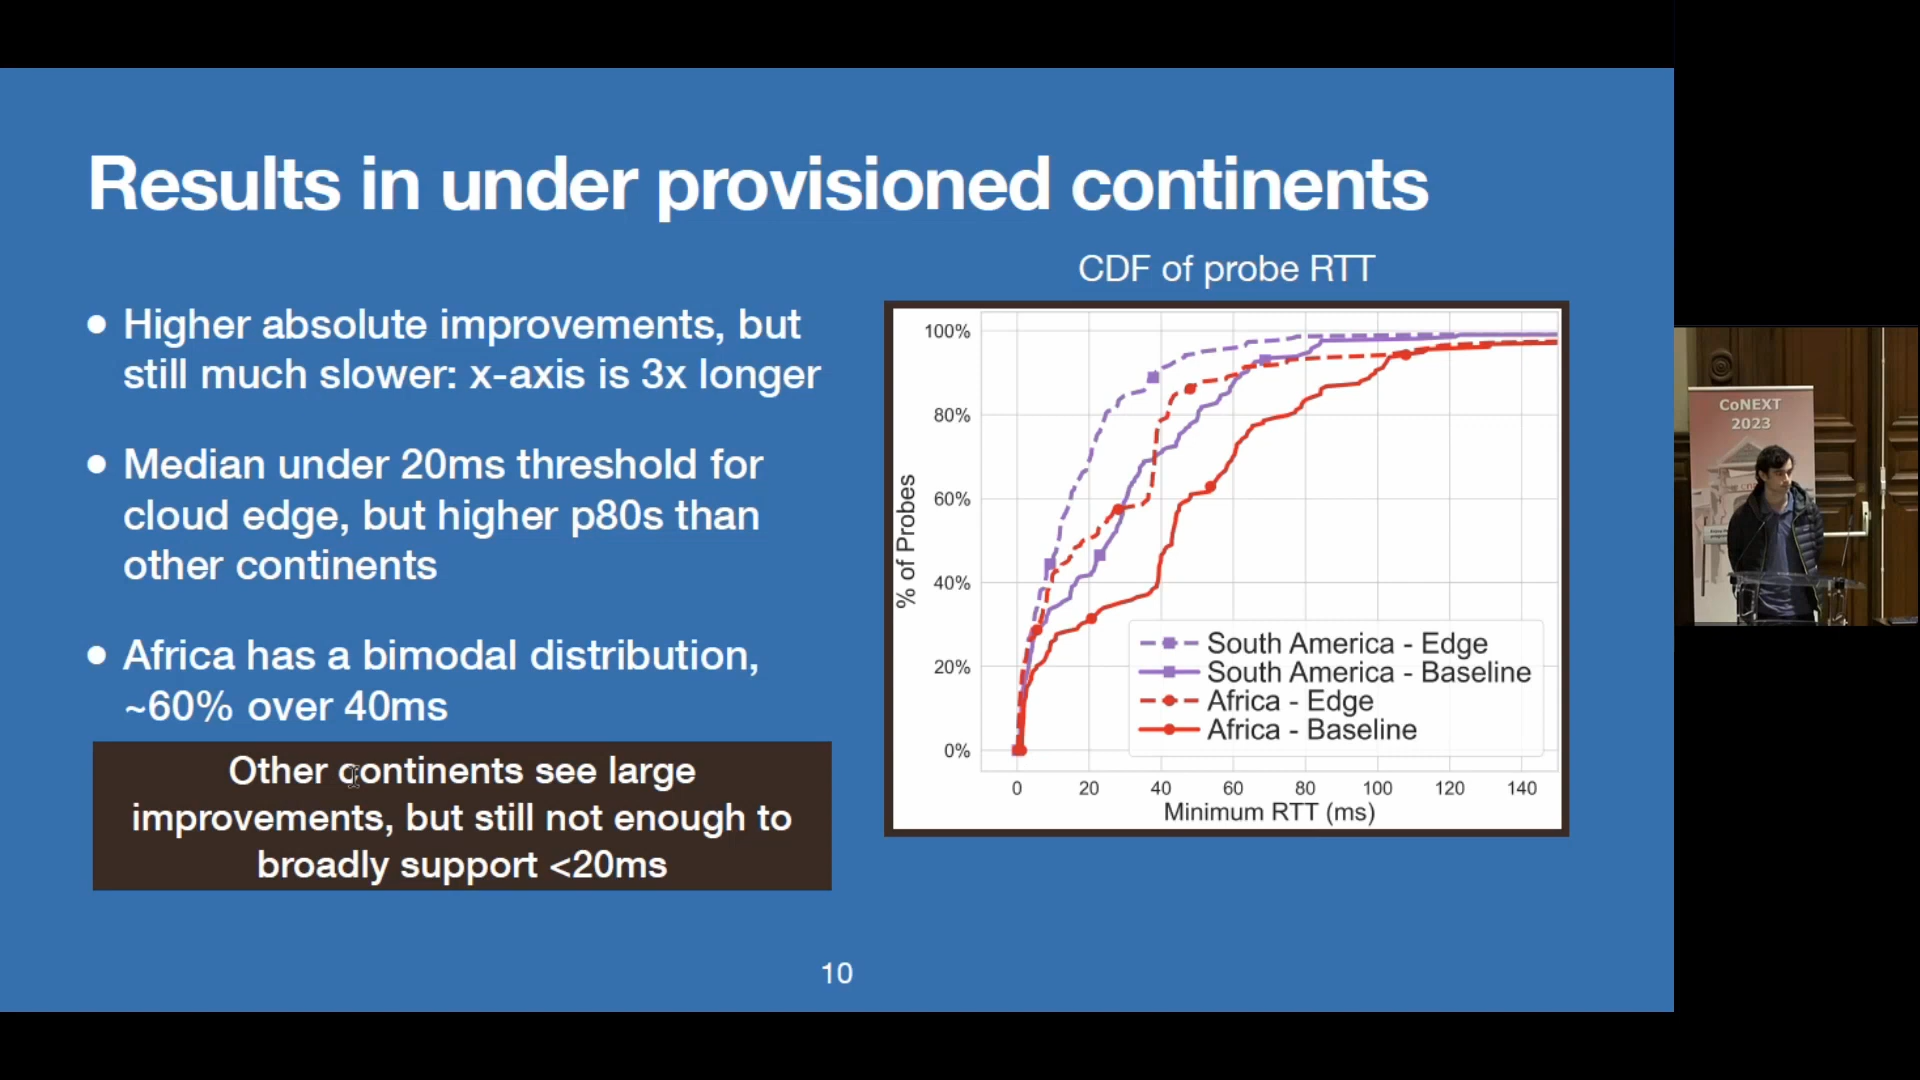 Results in under provisioned continents
CDF of probe RTT
● Higher absolute improvements, but
still much slower: x-axis is 3x longer
● Median under 20ms threshold for
cloud edge, but higher p80s than
other continents
● Africa has a bimodal distribution,
~60% over 40ms
Other continents see large
improvements, but still not enough to
broadly support <20ms
100%
80%
60%
40%
20%
0%
% of Probes
South America - Edge
South America - Baseline
Africa - Edge
Africa - Baseline
0 20 40 60 80 100 120 140
Minimum RTT (ms)
10
CoNEXT
2023